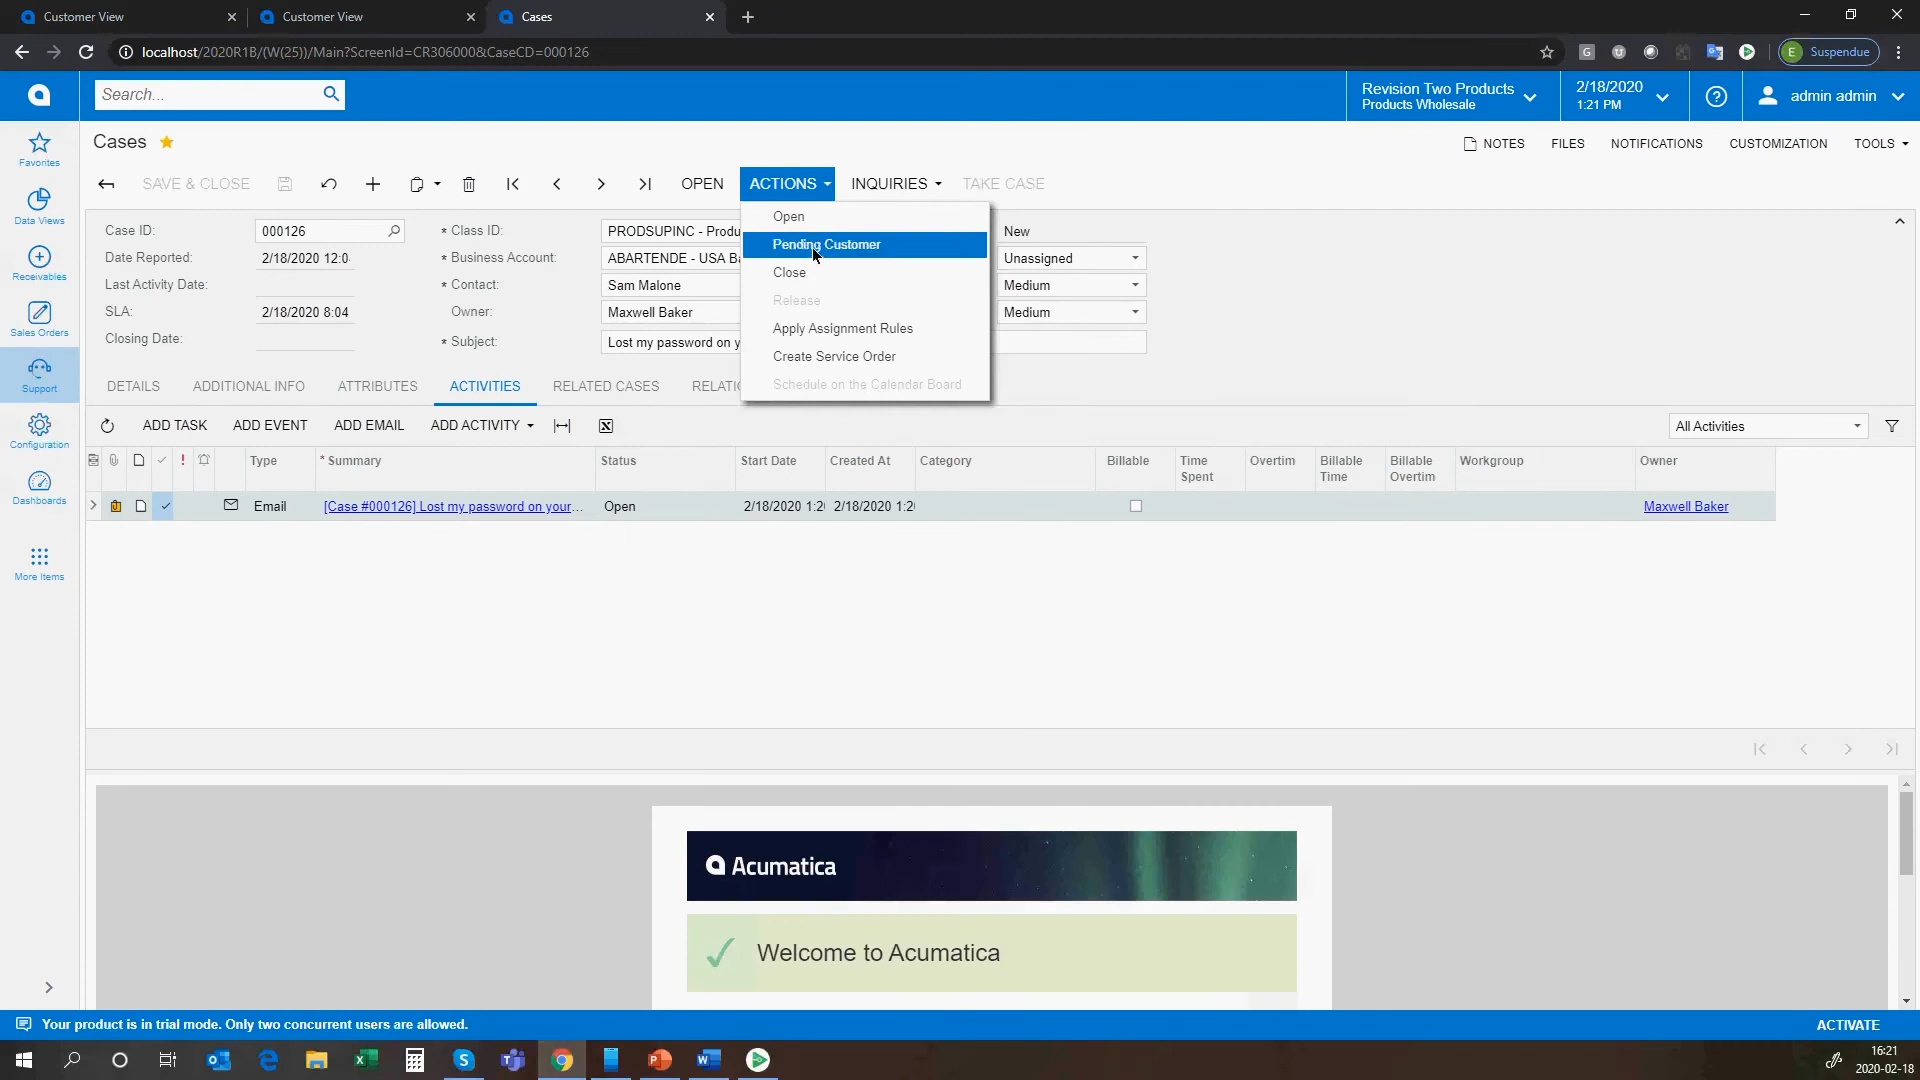 Customer View
Customer View
Cases
localhost/2020R1B/(W(25))/Main?ScreenId=CR306000&CaseCD=000126
G
E Suspendue
Search...
Revision Two Products
Products Wholesale
2/18/2020
1:21 PM
admin admin
Favorites
Data Views
Receivables
Sales Orders
Support
Configuration
Dashboards
More Items
Cases
NOTES FILES NOTIFICATIONS CUSTOMIZATION TOOLS
SAVE & CLOSE OPEN ACTIONS INQUIRIES TAKE CASE
Case ID: 000126
Date Reported: 2/18/2020 12:0
Last Activity Date:
SLA: 2/18/2020 8:04
Closing Date:
* Class ID: PRODSUPINC - Produ
* Business Account: ABARTENDE - USA B
* Contact: Sam Malone
Owner: Maxwell Baker
* Subject: Lost my password on y
Open
Pending Customer
Close
Release
Apply Assignment Rules
Create Service Order
Schedule on the Calendar Board
New
Unassigned
Medium
Medium
DETAILS ADDITIONAL INFO ATTRIBUTES ACTIVITIES RELATED CASES RELATI
ADD TASK ADD EVENT ADD EMAIL ADD ACTIVITY
All Activities
Type * Summary Status Start Date Created At Category Billable Time Spent Overtim Billable Time Billable Overtim Workgroup Owner
Email [Case #000126] Lost my password on your... Open 2/18/2020 1:2 2/18/2020 1:2 Maxwell Baker
Acumatica
Welcome to Acumatica
Your product is in trial mode. Only two concurrent users are allowed.
ACTIVATE
16:21
2020-02-18